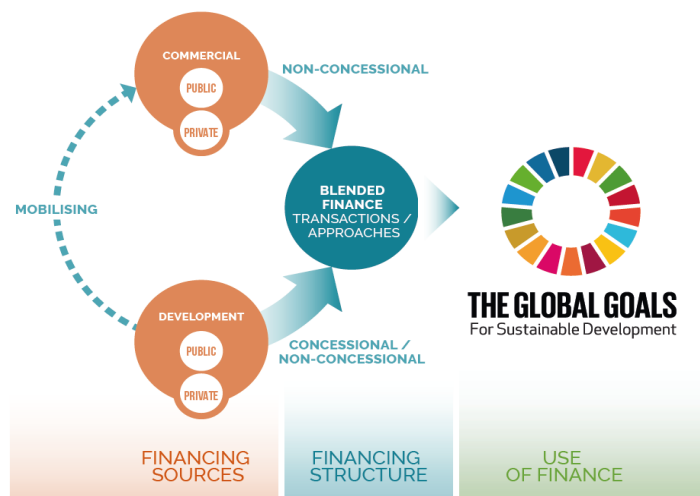 COMMERCIAL
PUBLIC
PRIVATE
NON-CONCESSIONAL
MOBILISING
BLENDED
FINANCE
TRANSACTIONS /
APPROACHES
DEVELOPMENT
PUBLIC
PRIVATE
CONCESSIONAL /
NON-CONCESSIONAL
THE GLOBAL GOALS
For Sustainable Development
FINANCING
SOURCES
FINANCING
STRUCTURE
USE
OF FINANCE